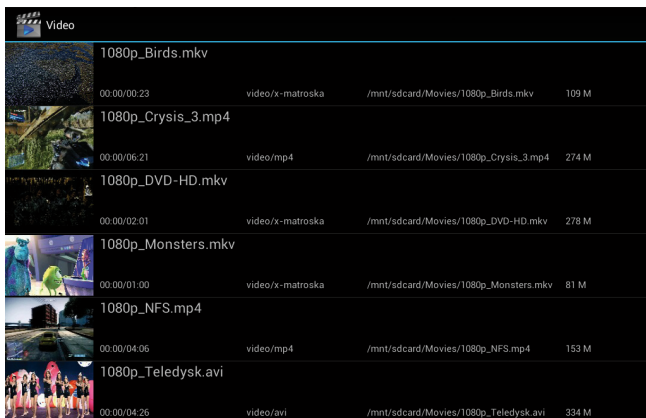 Video
1080p_Birds.mkv
00:00/00:23 video/x-matroska /mnt/sdcard/Movies/1080p_Birds.mkv 109 M
1080p_Crysis_3.mp4
00:00/06:21 video/mp4 /mnt/sdcard/Movies/1080p_Crysis_3.mp4 274 M
1080p_DVD-HD.mkv
00:00/02:01 video/x-matroska /mnt/sdcard/Movies/1080p_DVD-HD.mkv 278 M
1080p_Monsters.mkv
00:00/01:00 video/x-matroska /mnt/sdcard/Movies/1080p_Monsters.mkv 81 M
1080p_NFS.mp4
00:00/04:06 video/mp4 /mnt/sdcard/Movies/1080p_NFS.mp4 153 M
1080p_Teledysk.avi
00:00/04:26 video/avi /mnt/sdcard/Movies/1080p_Teledysk.avi 334 M